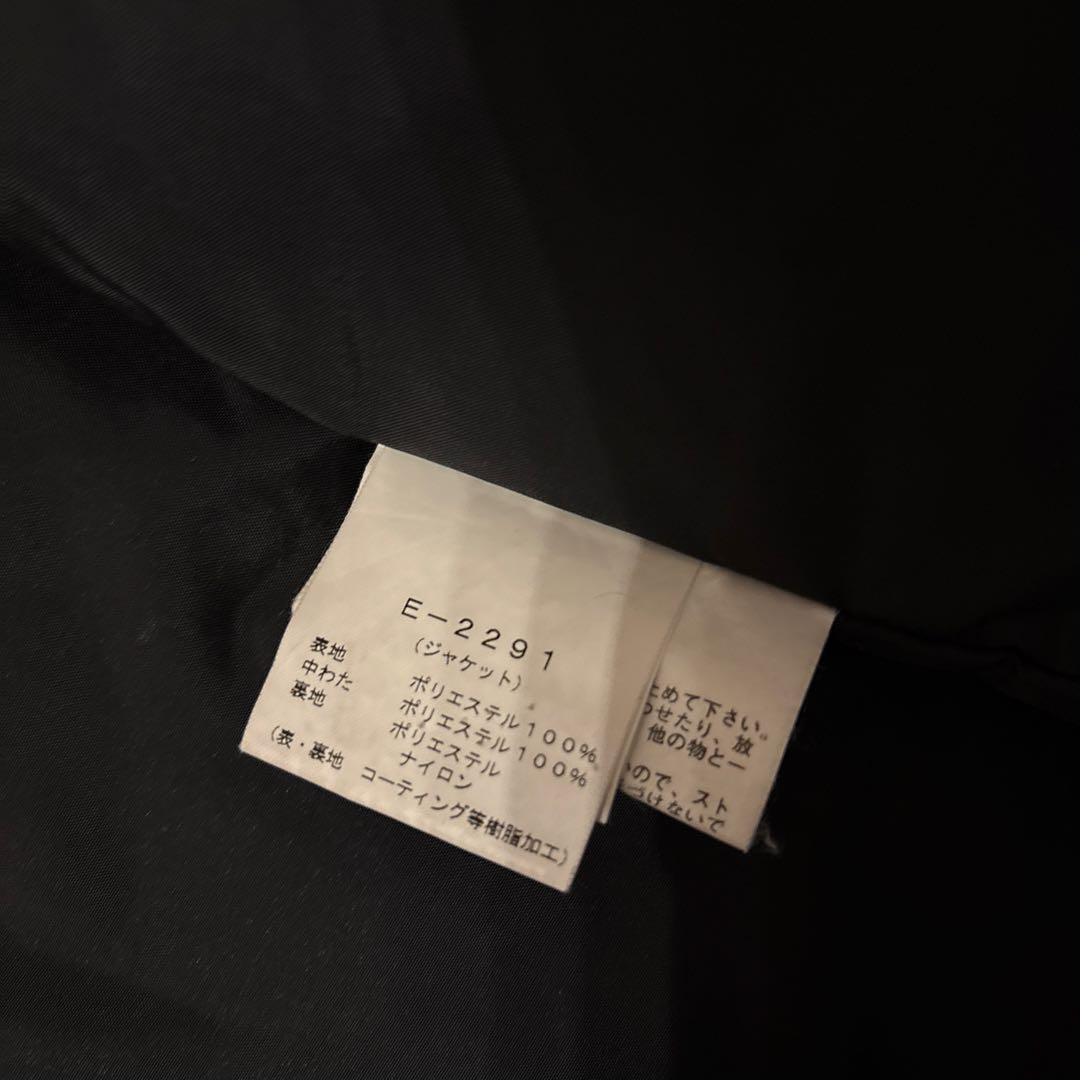 E-2291
(ジャケット)
表地 ポリエステル100%
中わた ポリエステル100%
裏地 ポリエステル
ナイロン
(表・裏地 コーティング等樹脂加工)
とめて下さい。
わせたり、放
他の物と一
ので、スト
づけないで